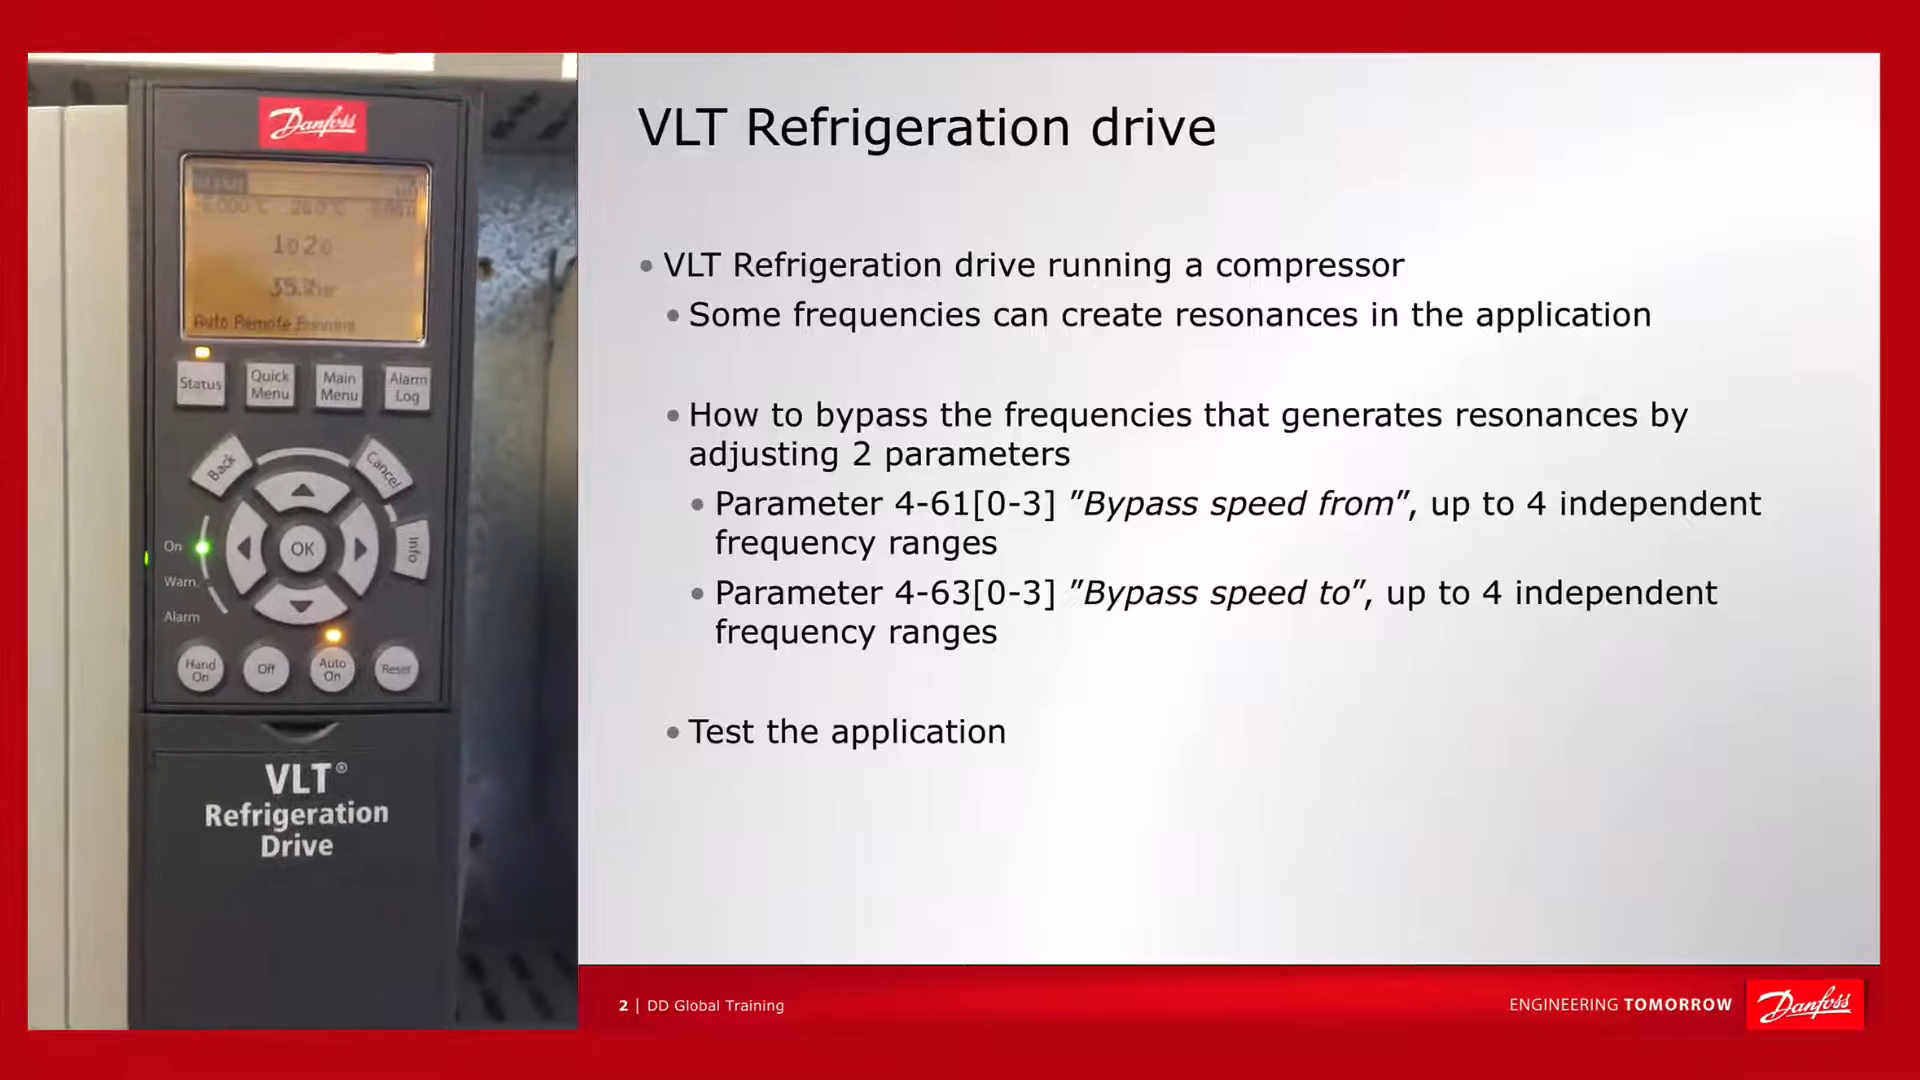 Danfoss
1020
Auto Remote Running
Status
Quick Menu
Main Menu
Alarm Log
Back
Cancel
Info
OK
On
Warn.
Alarm
Hand On
Off
Auto On
Reset
VLT®
Refrigeration
Drive
VLT Refrigeration drive
• VLT Refrigeration drive running a compressor
• Some frequencies can create resonances in the application
• How to bypass the frequencies that generates resonances by
adjusting 2 parameters
• Parameter 4-61[0-3] ”Bypass speed from”, up to 4 independent
frequency ranges
• Parameter 4-63[0-3] ”Bypass speed to”, up to 4 independent
frequency ranges
• Test the application
2 | DD Global Training
ENGINEERING TOMORROW
Danfoss